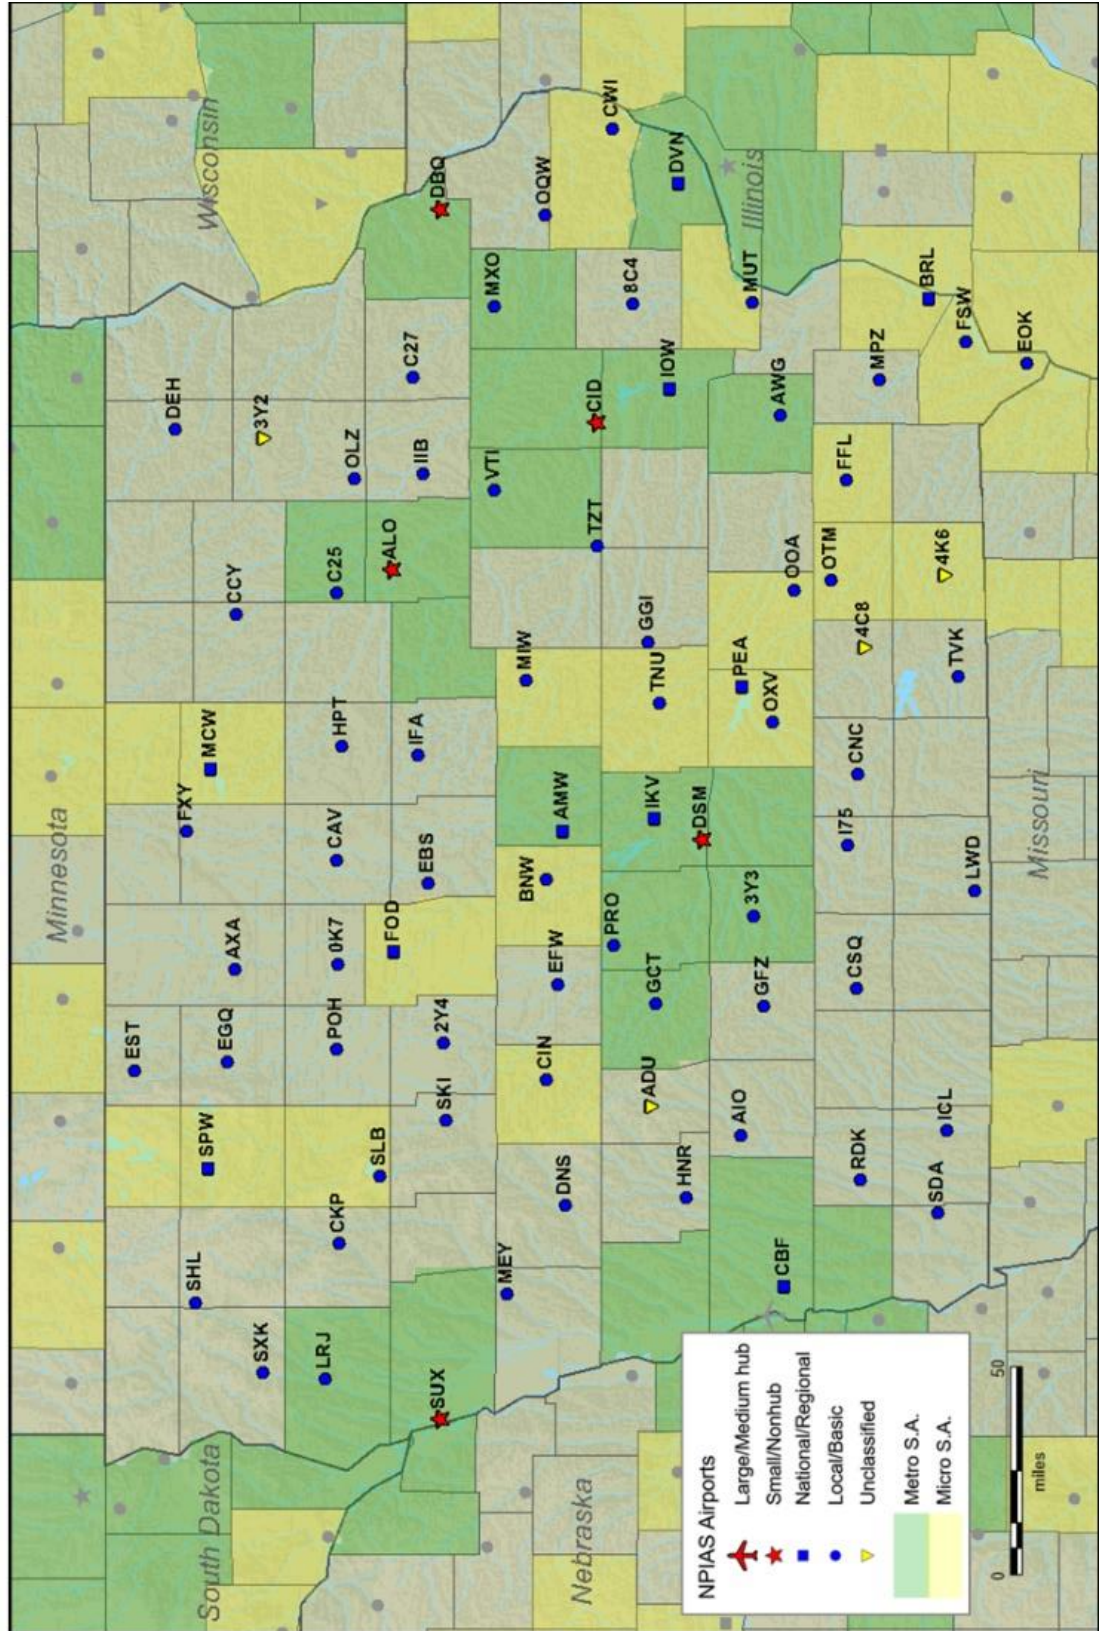 Minnesota
South Dakota
Wisconsin
EST
DEH
FXY
SHL
SPW
MCW
EGQ
AXA
CCY
SXK
3Y2
LRJ
CKP
POH
0K7
CAV
HPT
C25
OLZ
SLB
FOD
ALO
IFA
IIB
C27
SUX
SKI
2Y4
EBS
DBQ
MEY
MIW
VTI
MXO
DNS
CIN
EFW
BNW
AMW
OQW
Nebraska
PRO
TZT
CID
CWI
ADU
GCT
IKV
TNU
GGI
8C4
HNR
DSM
IOW
DVN
AIO
3Y3
PEA
MUT
Illinois
CBF
GFZ
OXV
OOA
AWG
RDK
CSQ
I75
CNC
4C8
OTM
FFL
MPZ
SDA
ICL
LWD
TVK
4K6
BRL
FSW
EOK
Missouri
NPIAS Airports
Large/Medium hub
Small/Nonhub
National/Regional
Local/Basic
Unclassified
Metro S.A.
Micro S.A.
0 50
miles